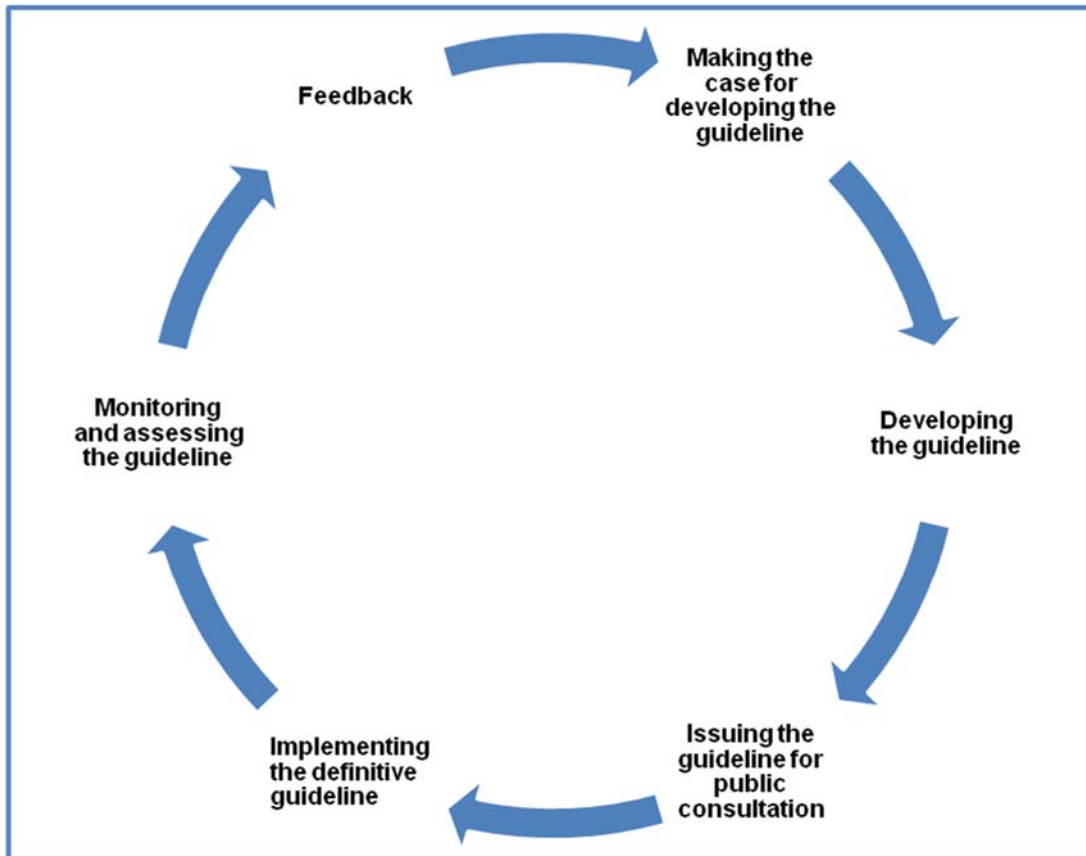 Feedback
Making the
case for
developing the
guideline
Developing
the guideline
Issuing the
guideline for
public
consultation
Implementing
the definitive
guideline
Monitoring
and assessing
the guideline